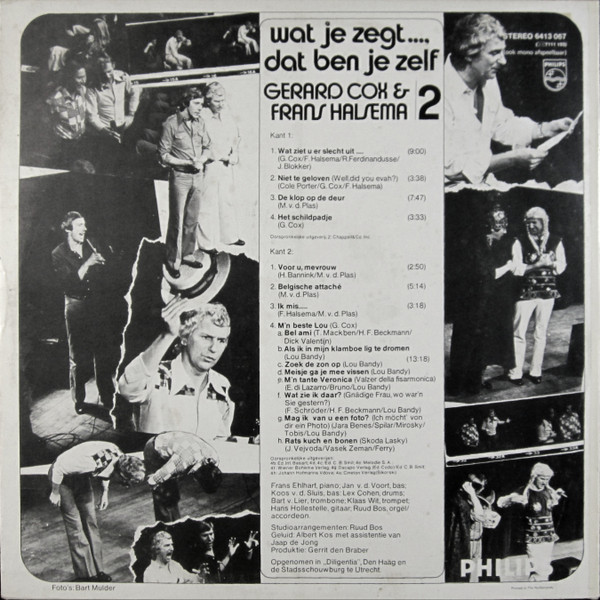 wat je zegt....,
dat ben je zelf
GERARD COX &
FRANS HALSEMA 2
STEREO 6413 067
PHILIPS
Kant 1:
1. Wat ziet u er slecht uit .... (9:00)
(G. Cox/F. Halsema/R. Ferdinandusse/
J. Blokker)
2. Niet te geloven (Well, did you evah?) (3:38)
(Cole Porter/G. Cox/F. Halsema)
3. De klop op de deur (7:47)
(M. v. d. Plas)
4. Het schildpadje (3:33)
(G. Cox)
Kant 2:
1. Voor u, mevrouw (2:50)
(H. Bannink/M. v. d. Plas)
2. Belgische attaché (5:14)
(M. v. d. Plas)
3. Ik mis.... (3:18)
(F. Halsema/M. v. d. Plas)
4. M'n beste Lou (G. Cox)
a. Bel ami (T. Mackben/H. F. Beckmann/
Dick Valentijn)
b. Als ik in mijn klamboe lig te dromen
(Lou Bandy) (13:18)
c. Zoek de zon op (Lou Bandy)
d. Meisje ga je mee vissen (Lou Bandy)
e. M'n tante Veronica (Valzer della fisarmonica)
(E. di Lazarro/Bruno/Lou Bandy)
f. Wat zie ik daar? (Gnädige Frau, wo war'n
Sie gestern?)
(F. Schröder/H. F. Beckmann/Lou Bandy)
g. Mag ik van u een foto? (Ich möcht' von
dir ein Photo) (Jara Benes/Spilar/Mirosky/
Tobis/Lou Bandy)
h. Rats kuch en bonen (Skoda Lasky)
(J. Vejvoda/Vasek Zeman/Ferry)
Frans Ehlhart, piano; Jan v. d. Voort, bas;
Koos v. d. Sluis, bas; Lex Cohen, drums;
Bart v. Lier, trombone; Klaas Wit, trompet;
Hans Hollestelle, gitaar; Ruud Bos, orgel/
accordeon.
Studioarrangementen: Ruud Bos
Geluid: Albert Kos met assistentie van
Jaap de Jong
Produktie: Gerrit den Braber
Opgenomen in „Diligentia", Den Haag en
de Stadsschouwburg te Utrecht.
PHILIPS
Foto's: Bart Mulder